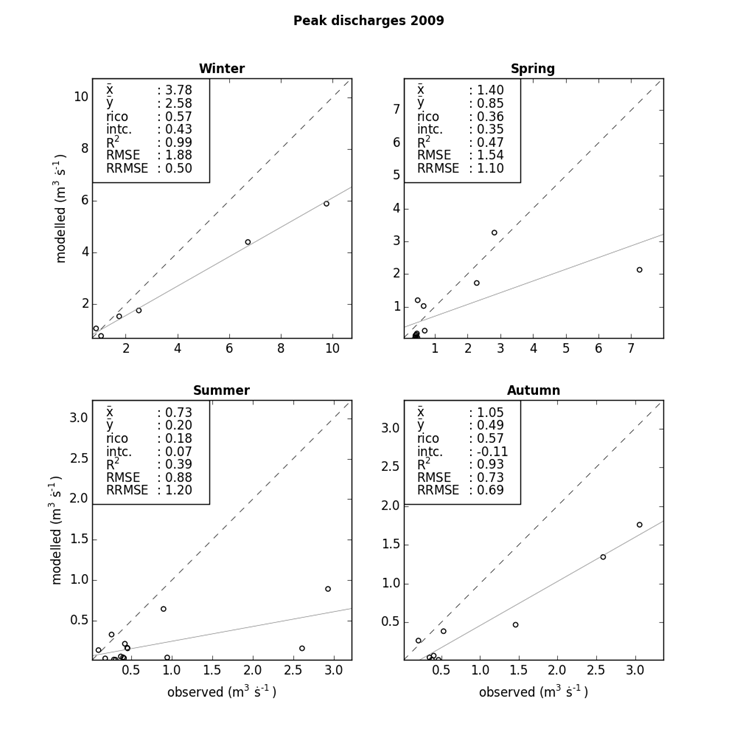 Peak discharges 2009
Winter
x̄ : 3.78
ȳ : 2.58
rico : 0.57
intc. : 0.43
R² : 0.99
RMSE : 1.88
RRMSE : 0.50
10
8
6
4
2
modelled (m³ ṡ⁻¹)
2 4 6 8 10
Spring
x̄ : 1.40
ȳ : 0.85
rico : 0.36
intc. : 0.35
R² : 0.47
RMSE : 1.54
RRMSE : 1.10
7
6
5
4
3
2
1
1 2 3 4 5 6 7
Summer
x̄ : 0.73
ȳ : 0.20
rico : 0.18
intc. : 0.07
R² : 0.39
RMSE : 0.88
RRMSE : 1.20
3.0
2.5
2.0
1.5
1.0
0.5
modelled (m³ ṡ⁻¹)
0.5 1.0 1.5 2.0 2.5 3.0
observed (m³ ṡ⁻¹)
Autumn
x̄ : 1.05
ȳ : 0.49
rico : 0.57
intc. : -0.11
R² : 0.93
RMSE : 0.73
RRMSE : 0.69
3.0
2.5
2.0
1.5
1.0
0.5
0.5 1.0 1.5 2.0 2.5 3.0
observed (m³ ṡ⁻¹)